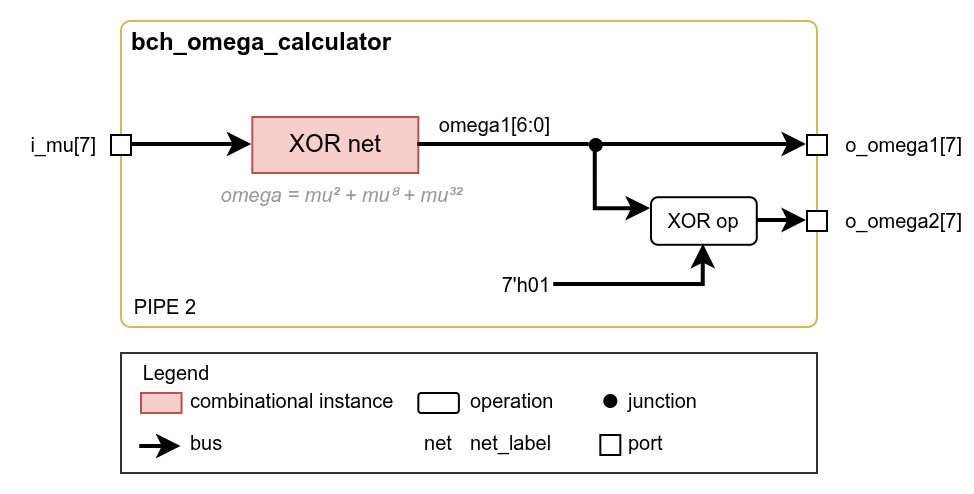 bch_omega_calculator
omega1[6:0]
i_mu[7]
XOR net
o_omega1[7]
omega = mu² + mu⁸ + mu³²
XOR op
o_omega2[7]
7'h01
PIPE 2
Legend
combinational instance
operation
junction
bus
net net_label
port